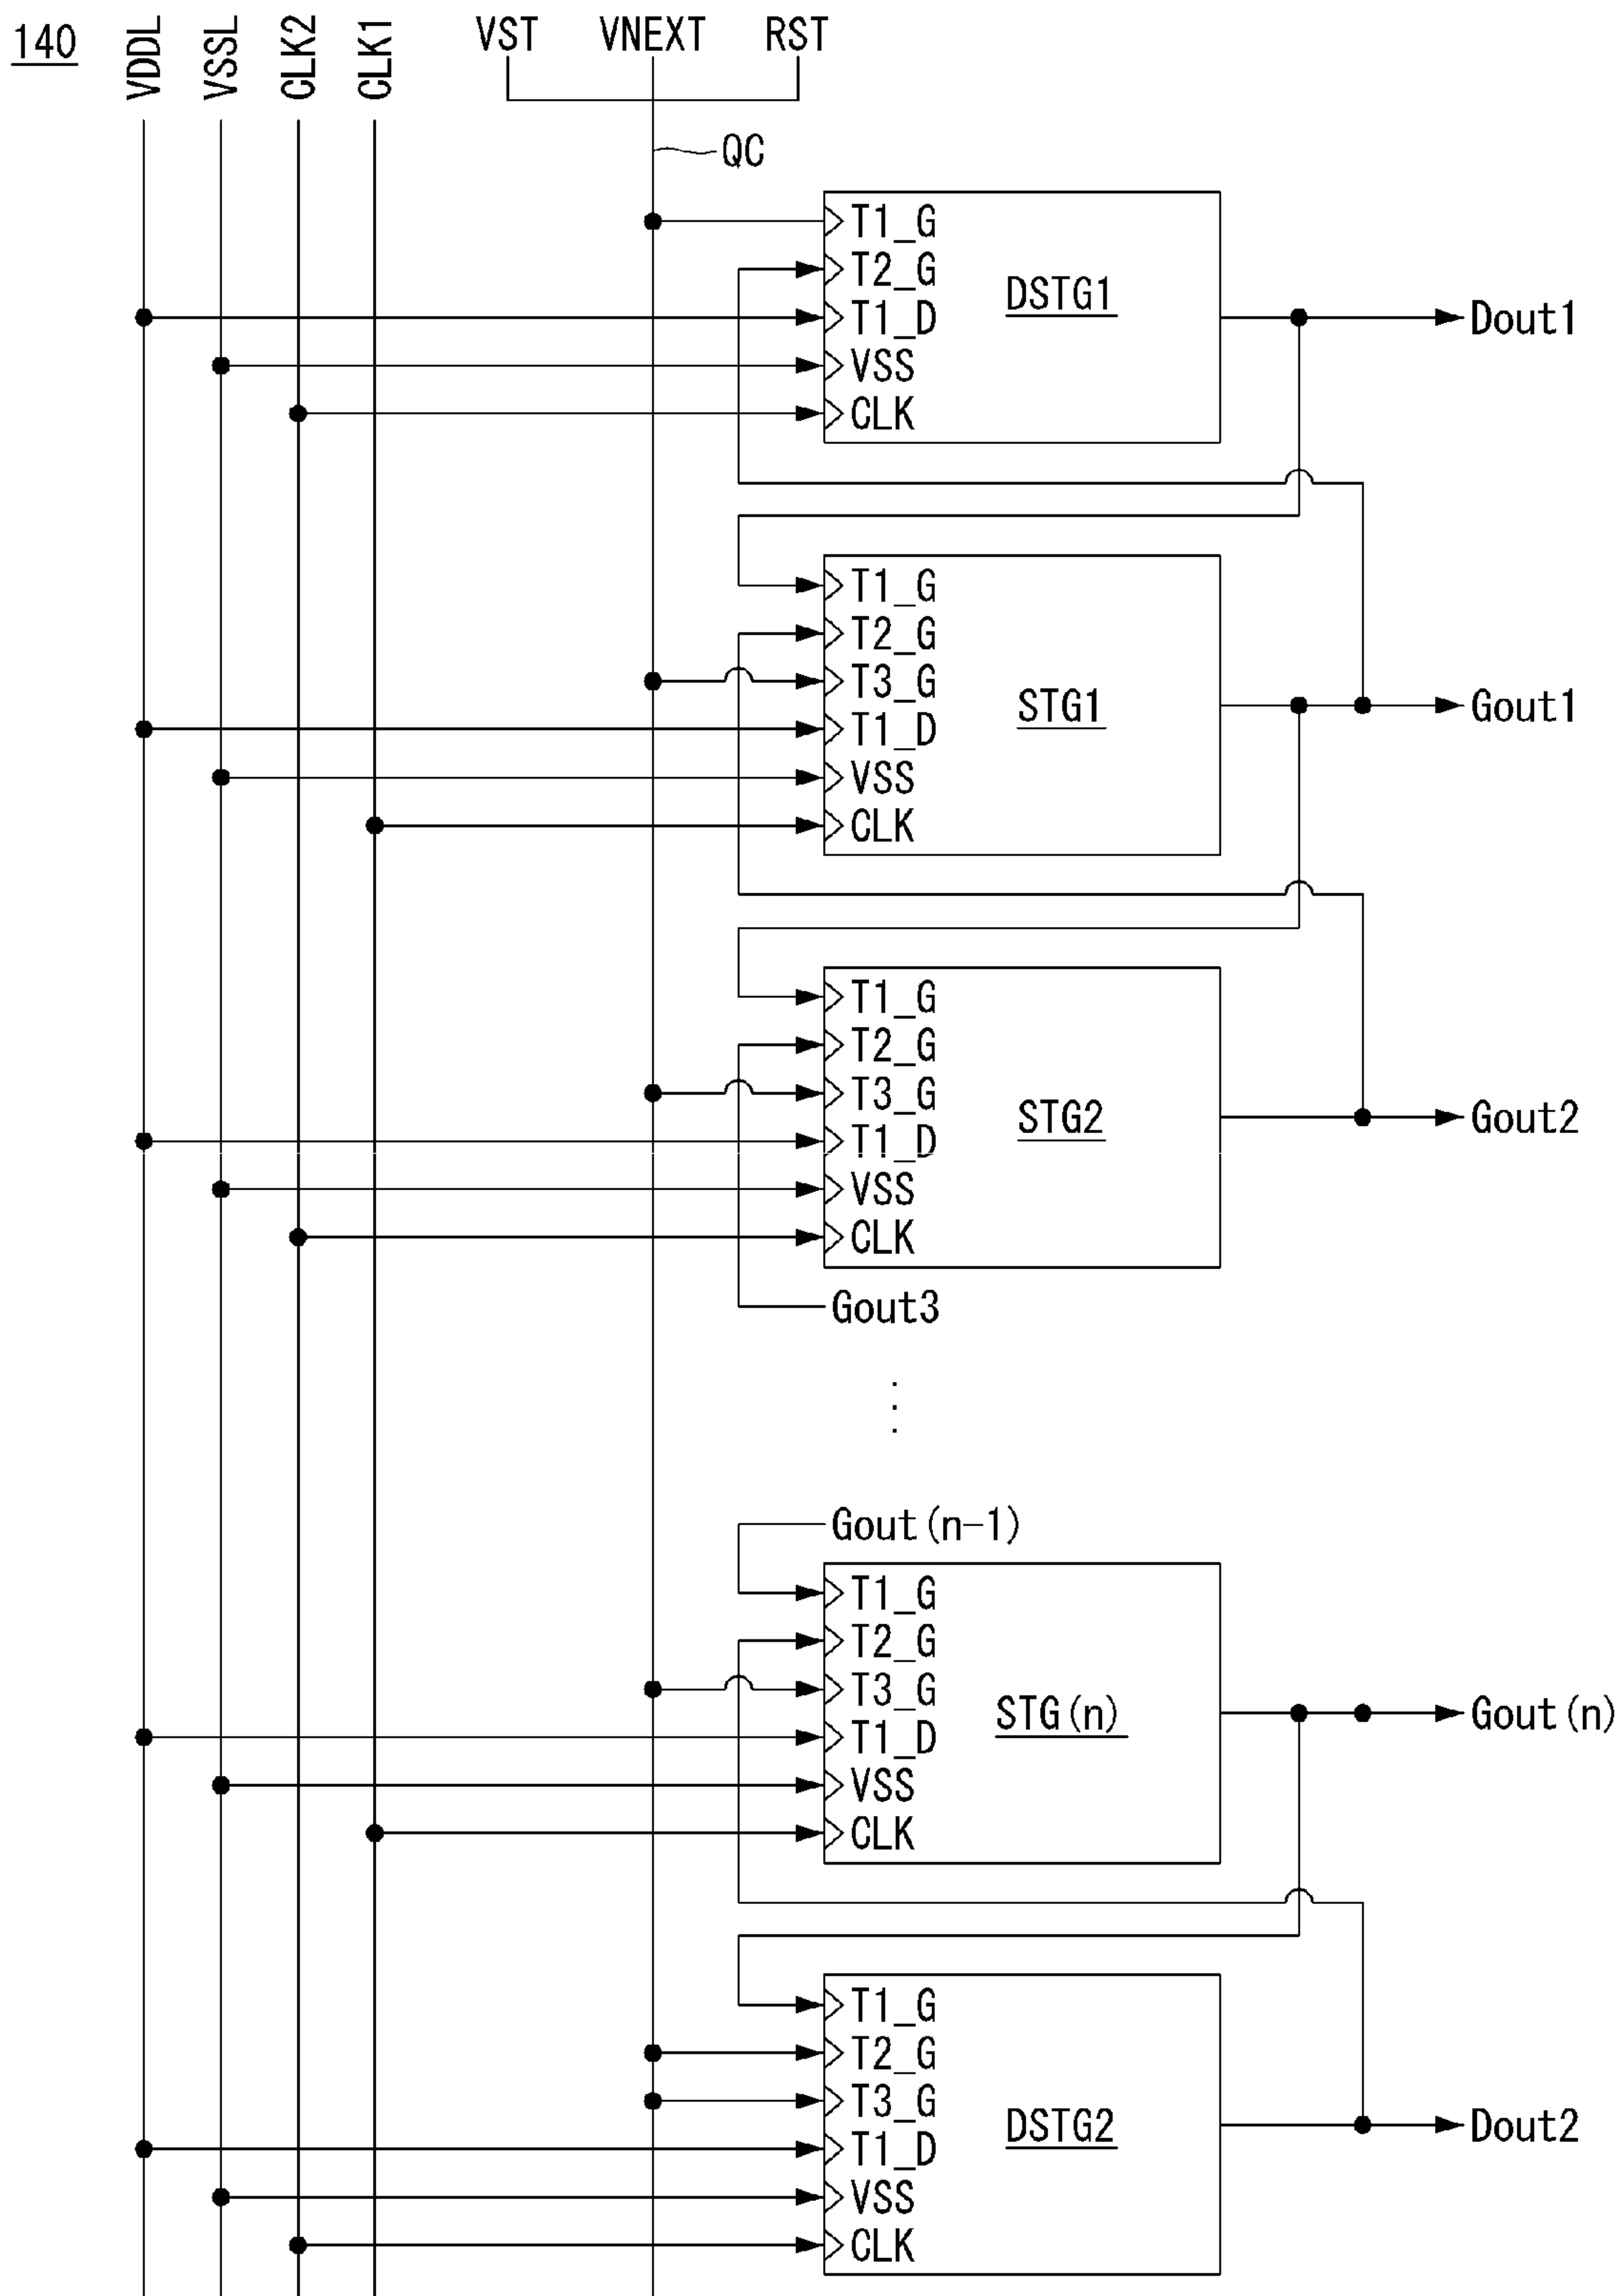 140
VDDL
VSSL
CLK2
CLK1
VST
VNEXT
RST
QC
T1_G
T2_G
T1_D
VSS
CLK
DSTG1
Dout1
T1_G
T2_G
T3_G
T1_D
VSS
CLK
STG1
Gout1
T1_G
T2_G
T3_G
T1_D
VSS
CLK
STG2
Gout2
Gout3
Gout(n-1)
T1_G
T2_G
T3_G
T1_D
VSS
CLK
STG(n)
Gout(n)
T1_G
T2_G
T3_G
T1_D
VSS
CLK
DSTG2
Dout2